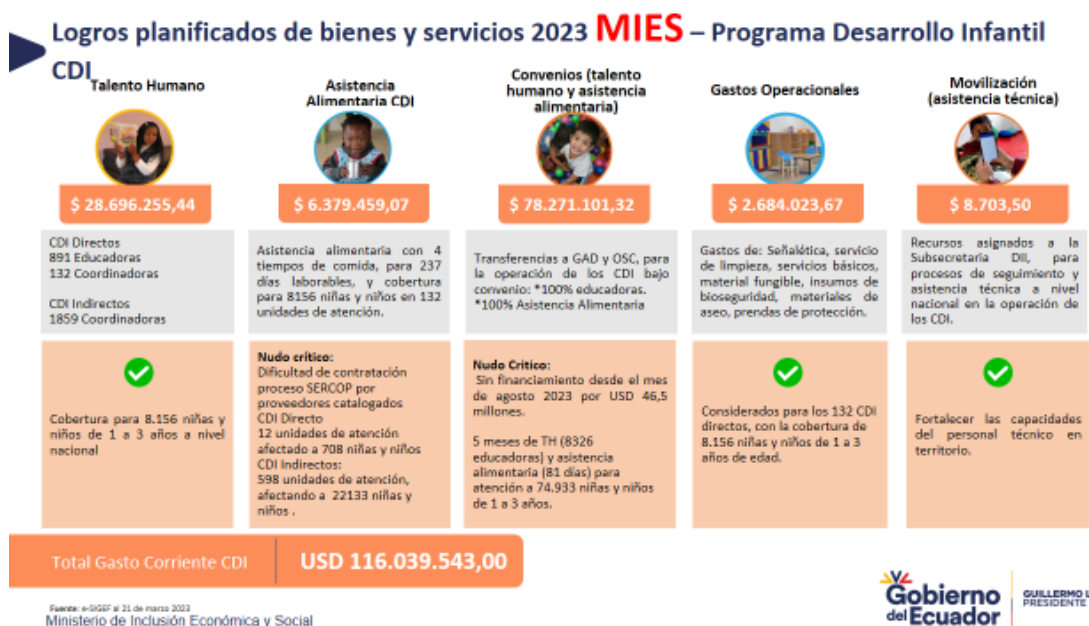 Logros planificados de bienes y servicios 2023 MIES – Programa Desarrollo Infantil
CDI
Talento Humano
$ 28.696.255,44
CDI Directos
891 Educadoras
132 Coordinadoras
CDI Indirectos
1859 Coordinadoras
Cobertura para 8.156 niñas y
niños de 1 a 3 años a nivel
nacional
Asistencia
Alimentaria CDI
$ 6.379.459,07
Asistencia alimentaria con 4
tiempos de comida, para 237
días laborables, y cobertura
para 8156 niñas y niños en 132
unidades de atención.
Nudo crítico:
Dificultad de contratación
proceso SERCOP por
proveedores catalogados
CDI Directo
12 unidades de atención
afectado a 708 niñas y niños
CDI Indirectos:
598 unidades de atención,
afectando a 22133 niñas y
niños .
Convenios (talento
humano y asistencia
alimentaria)
$ 78.271.101,32
Transferencias a GAD y OSC, para
la operación de los CDI bajo
convenio: *100% educadoras.
*100% Asistencia Alimentaria
Nudo Critico:
Sin financiamiento desde el mes
de agosto 2023 por USD 46,5
millones.
5 meses de TH (8326
educadoras) y asistencia
alimentaria (81 días) para
atención a 74.933 niñas y niños
de 1 a 3 años.
Gastos Operacionales
$ 2.684.023,67
Gastos de: Señalética, servicio
de limpieza, servicios básicos,
material fungible, insumos de
bioseguridad, materiales de
aseo, prendas de protección.
Considerados para los 132 CDI
directos, con la cobertura de
8.156 niñas y niños de 1 a 3
años de edad.
Movilización
(asistencia técnica)
$ 8.703,50
Recursos asignados a la
Subsecretaria DII, para
procesos de seguimiento y
asistencia técnica a nivel
nacional en la operación de
los CDI.
Fortalecer las capacidades
del personal técnico en
territorio.
Total Gasto Corriente CDI
USD 116.039.543,00
Fuente: e-SIGEF al 21 de marzo 2023
Ministerio de Inclusión Económica y Social
Gobierno
del Ecuador
GUILLERMO L
PRESIDENTE